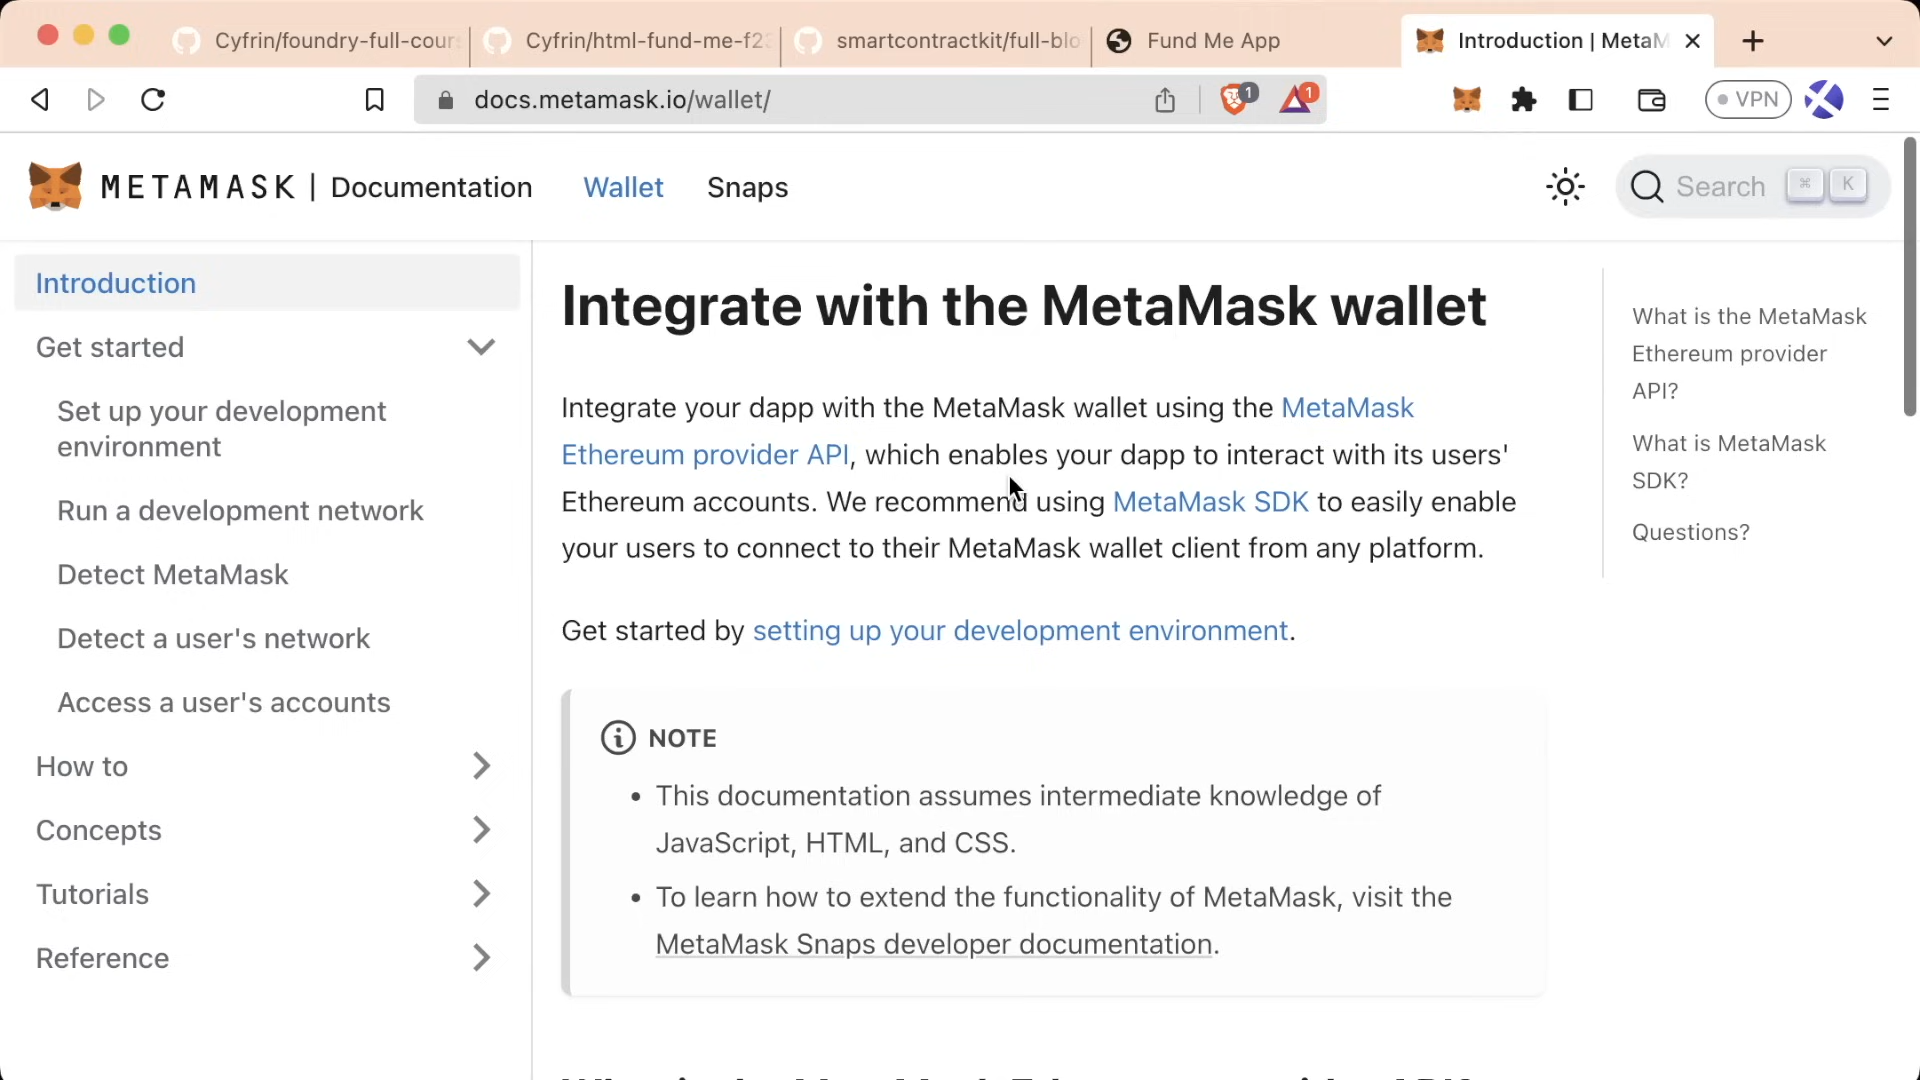 Cyfrin/foundry-full-cours
Cyfrin/html-fund-me-f23
smartcontractkit/full-blo
Fund Me App
Introduction | MetaM
docs.metamask.io/wallet/
1
1
VPN
METAMASK | Documentation
Wallet
Snaps
Search
⌘ K
Introduction
Get started
Set up your development
environment
Run a development network
Detect MetaMask
Detect a user's network
Access a user's accounts
How to
Concepts
Tutorials
Reference
Integrate with the MetaMask wallet
Integrate your dapp with the MetaMask wallet using the MetaMask
Ethereum provider API, which enables your dapp to interact with its users'
Ethereum accounts. We recommend using MetaMask SDK to easily enable
your users to connect to their MetaMask wallet client from any platform.
Get started by setting up your development environment.
NOTE
• This documentation assumes intermediate knowledge of
JavaScript, HTML, and CSS.
• To learn how to extend the functionality of MetaMask, visit the
MetaMask Snaps developer documentation.
What is the MetaMask
Ethereum provider
API?
What is MetaMask
SDK?
Questions?